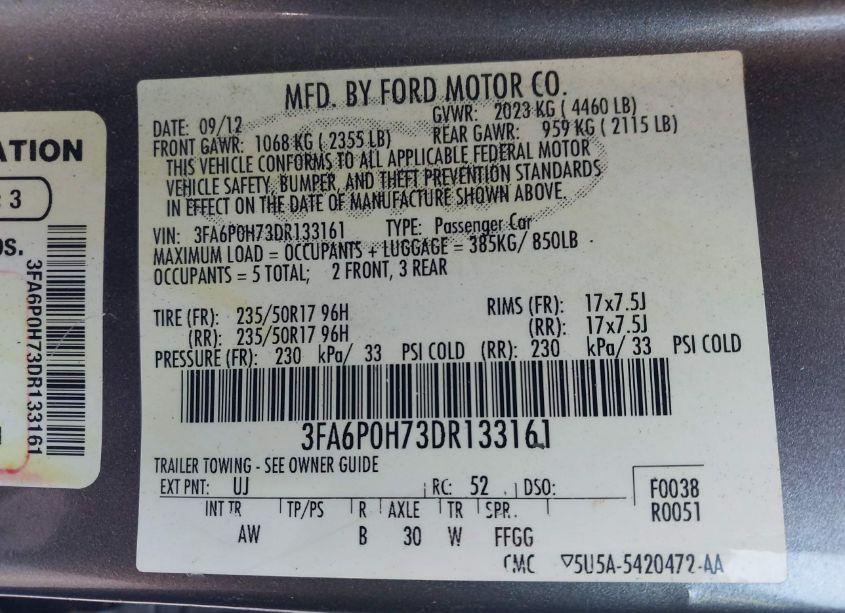 MFD. BY FORD MOTOR CO.
DATE: 09/12 GVWR: 2023 KG ( 4460 LB)
FRONT GAWR: 1068 KG ( 2355 LB) REAR GAWR: 959 KG ( 2115 LB)
THIS VEHICLE CONFORMS TO ALL APPLICABLE FEDERAL MOTOR
VEHICLE SAFETY, BUMPER, AND THEFT PREVENTION STANDARDS
IN EFFECT ON THE DATE OF MANUFACTURE SHOWN ABOVE.
VIN: 3FA6P0H73DR133161 TYPE: Passenger Car
MAXIMUM LOAD = OCCUPANTS + LUGGAGE = 385KG/ 850LB
OCCUPANTS = 5 TOTAL; 2 FRONT, 3 REAR
TIRE (FR): 235/50R17 96H RIMS (FR): 17x7.5J
(RR): 235/50R17 96H (RR): 17x7.5J
PRESSURE (FR): 230 kPa/ 33 PSI COLD (RR): 230 kPa/ 33 PSI COLD
3FA6P0H73DR133161
TRAILER TOWING - SEE OWNER GUIDE
EXT PNT: UJ RC: 52 DSO: F0038
R0051
INT TR TP/PS R AXLE TR SPR.
AW B 30 W FFGG
CMC ▽5U5A-5420472-AA
ATION
: 3
os.
3FA6P0H73DR133161